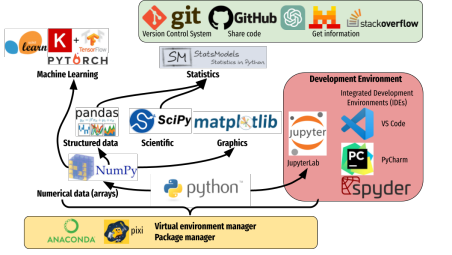 git
GitHub
stackoverflow
Version Control System
Share code
Get information
learn
K
+
TensorFlow
PYTORCH
Machine Learning
SM
StatsModels
Statistics in Python
Statistics
Development Environment
Integrated Development
Environments (IDEs)
VS Code
PC
PyCharm
spyder
jupyter
JupyterLab
pandas
Structured data
SciPy
Scientific
matplotlib
Graphics
NumPy
Numerical data (arrays)
python
ANACONDA
pixi
Virtual environment manager
Package manager